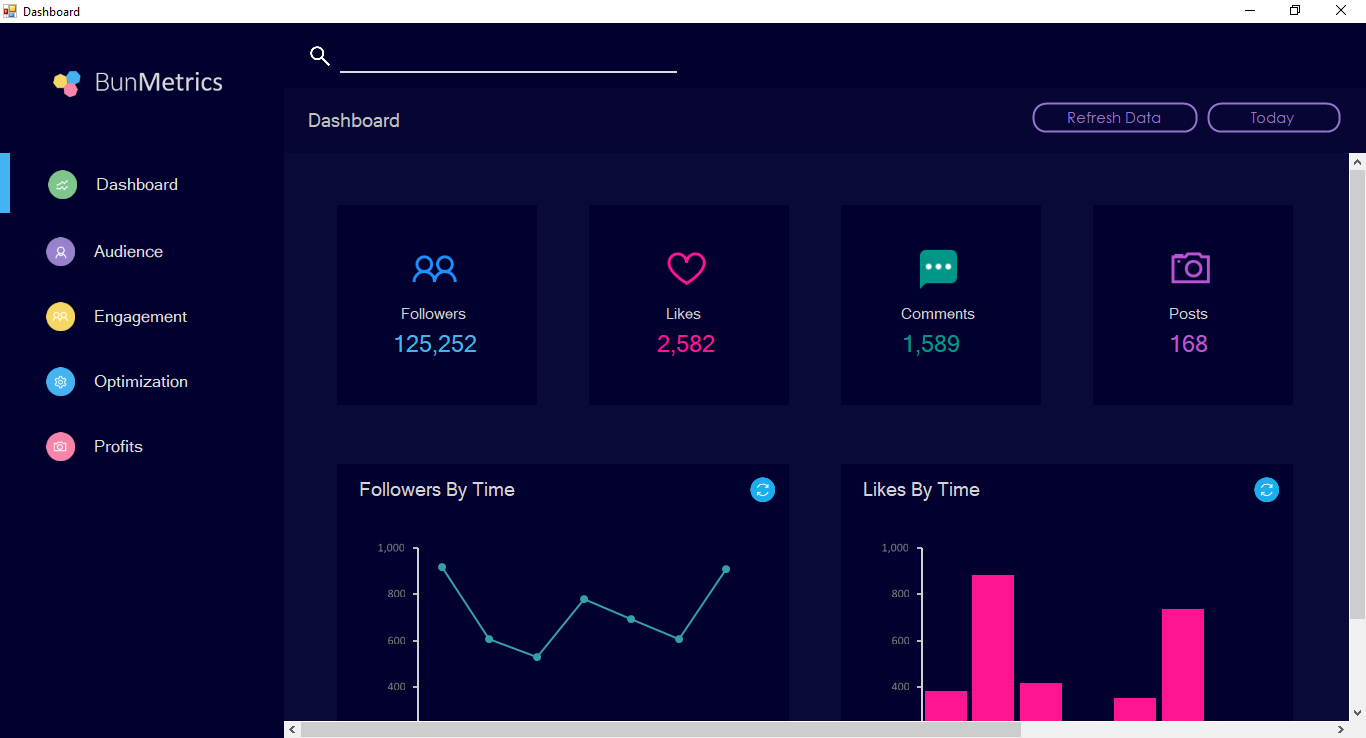 Dashboard
BunMetrics
Dashboard
Refresh Data
Today
Dashboard
Audience
Engagement
Optimization
Profits
Followers
125,252
Likes
2,582
Comments
1,589
Posts
168
Followers By Time
1,000
800
600
400
Likes By Time
1,000
800
600
400